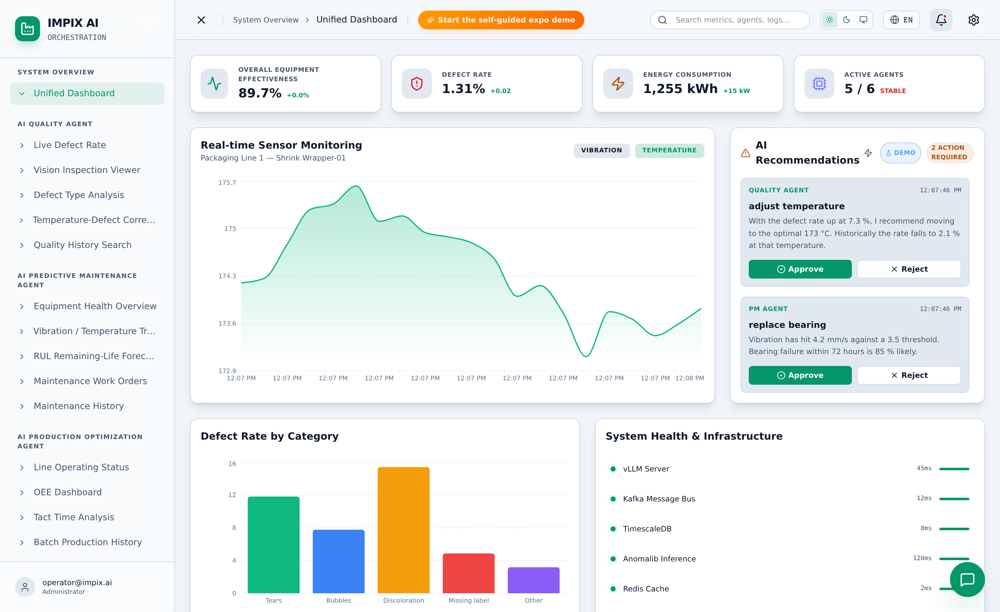 IMPIX AI
ORCHESTRATION
SYSTEM OVERVIEW
Unified Dashboard
AI QUALITY AGENT
Live Defect Rate
Vision Inspection Viewer
Defect Type Analysis
Temperature-Defect Corre...
Quality History Search
AI PREDICTIVE MAINTENANCE
AGENT
Equipment Health Overview
Vibration / Temperature Tr...
RUL Remaining-Life Forec...
Maintenance Work Orders
Maintenance History
AI PRODUCTION OPTIMIZATION
AGENT
Line Operating Status
OEE Dashboard
Tact Time Analysis
Batch Production History
operator@impix.ai
Administrator
System Overview > Unified Dashboard
Start the self-guided expo demo
Search metrics, agents, logs...
EN
OVERALL EQUIPMENT
EFFECTIVENESS
89.7% +0.0%
DEFECT RATE
1.31% +0.02
ENERGY CONSUMPTION
1,255 kWh +15 kW
ACTIVE AGENTS
5 / 6 STABLE
Real-time Sensor Monitoring
Packaging Line 1 — Shrink Wrapper-01
VIBRATION
TEMPERATURE
175.7
175
174.3
173.6
172.9
12:07 PM 12:07 PM 12:07 PM 12:07 PM 12:07 PM 12:07 PM 12:07 PM 12:07 PM 12:07 PM 12:07 PM 12:08 PM
AI
Recommendations
DEMO
2 ACTION
REQUIRED
QUALITY AGENT 12:07:46 PM
adjust temperature
With the defect rate up at 7.3 %, I recommend moving
to the optimal 173 °C. Historically the rate falls to 2.1 %
at that temperature.
Approve Reject
PM AGENT 12:07:46 PM
replace bearing
Vibration has hit 4.2 mm/s against a 3.5 threshold.
Bearing failure within 72 hours is 85 % likely.
Approve Reject
Defect Rate by Category
16
12
8
4
0
Tears Bubbles Discoloration Missing label Other
System Health & Infrastructure
vLLM Server 45ms
Kafka Message Bus 12ms
TimescaleDB 8ms
Anomalib Inference 120ms
Redis Cache 2ms